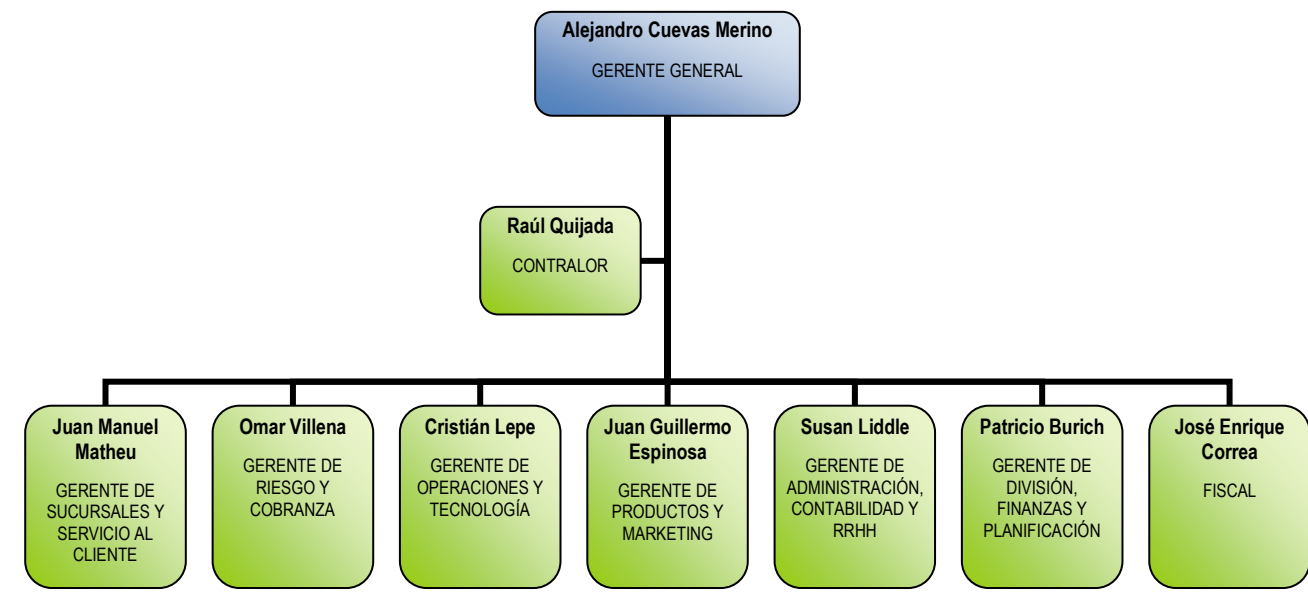 Alejandro Cuevas Merino
GERENTE GENERAL
Raúl Quijada
CONTRALOR
Juan Manuel
Matheu
GERENTE DE
SUCURSALES Y
SERVICIO AL
CLIENTE
Omar Villena
GERENTE DE
RIESGO Y
COBRANZA
Cristián Lepe
GERENTE DE
OPERACIONES Y
TECNOLOGÍA
Juan Guillermo
Espinosa
GERENTE DE
PRODUCTOS Y
MARKETING
Susan Liddle
GERENTE DE
ADMINISTRACIÓN,
CONTABILIDAD Y
RRHH
Patricio Burich
GERENTE DE
DIVISIÓN,
FINANZAS Y
PLANIFICACIÓN
José Enrique
Correa
FISCAL